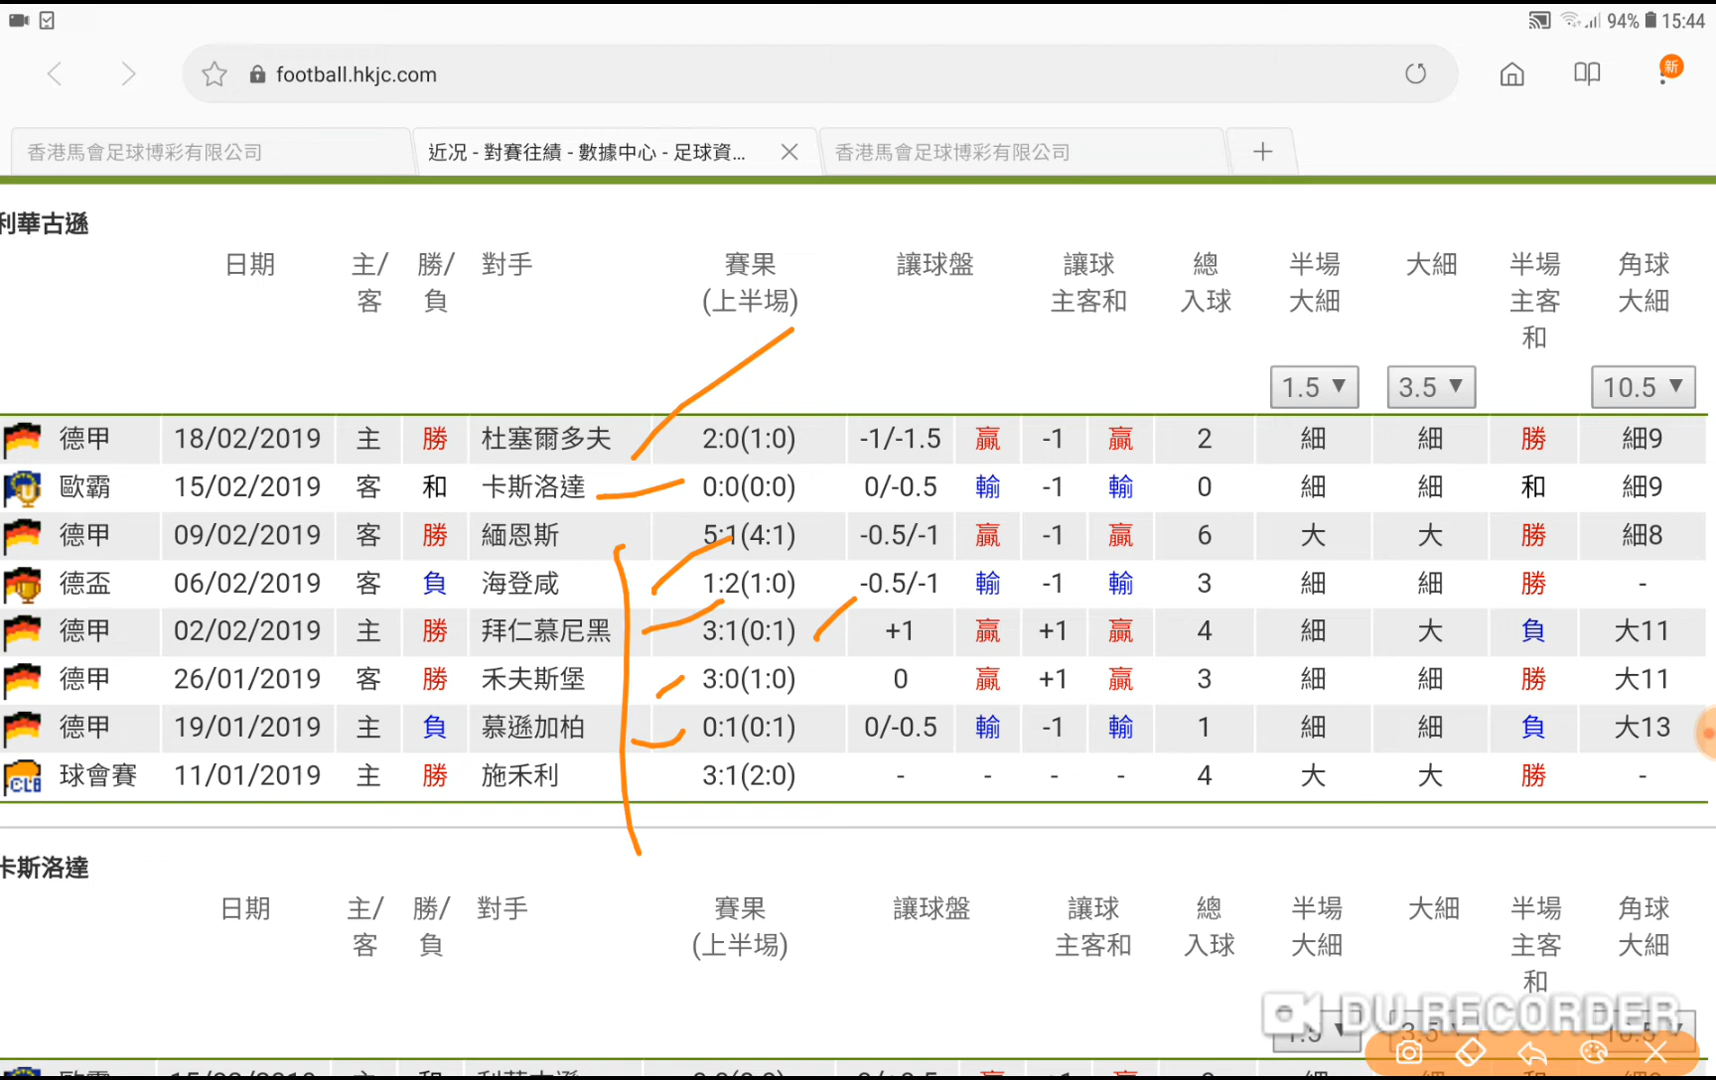 94% 15:44
football.hkjc.com
新
香港馬會足球博彩有限公司
近況 - 對賽往績 - 數據中心 - 足球資...
香港馬會足球博彩有限公司
利華古遜
日期 主/客 勝/負 對手 賽果(上半場) 讓球盤 讓球主客和 總入球 半場大細 大細 半場主客和 角球大細
1.5 3.5 10.5
德甲 18/02/2019 主 勝 杜塞爾多夫 2:0(1:0) -1/-1.5 贏 -1 贏 2 細 細 勝 細9
歐霸 15/02/2019 客 和 卡斯洛達 0:0(0:0) 0/-0.5 輸 -1 輸 0 細 細 和 細9
德甲 09/02/2019 客 勝 緬恩斯 5:1(4:1) -0.5/-1 贏 -1 贏 6 大 大 勝 細8
德盃 06/02/2019 客 負 海登咸 1:2(1:0) -0.5/-1 輸 -1 輸 3 細 細 勝 -
德甲 02/02/2019 主 勝 拜仁慕尼黑 3:1(0:1) +1 贏 +1 贏 4 細 大 負 大11
德甲 26/01/2019 客 勝 禾夫斯堡 3:0(1:0) 0 贏 +1 贏 3 細 細 勝 大11
德甲 19/01/2019 主 負 慕遜加柏 0:1(0:1) 0/-0.5 輸 -1 輸 1 細 細 負 大13
CLB 球會賽 11/01/2019 主 勝 施禾利 3:1(2:0) - - - - 4 大 大 勝 -
卡斯洛達
日期 主/客 勝/負 對手 賽果(上半場) 讓球盤 讓球主客和 總入球 半場大細 大細 半場主客和 角球大細
1.5 3.5 10.5
DU RECORDER